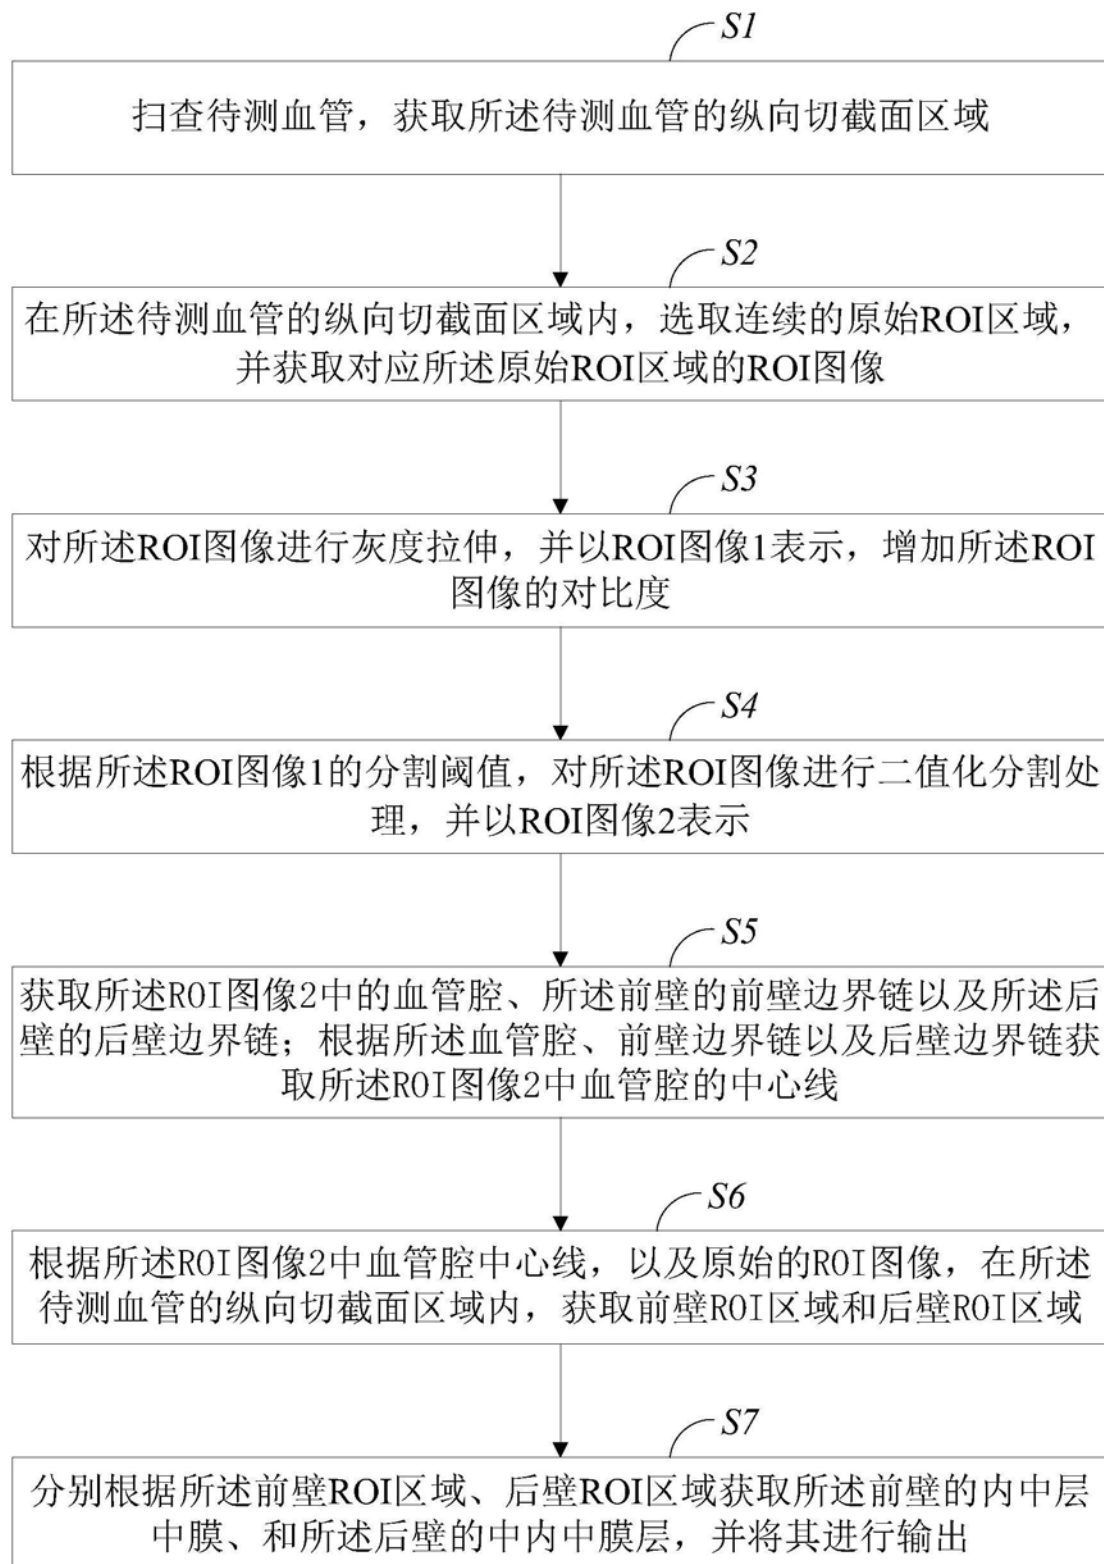 S1
扫查待测血管，获取所述待测血管的纵向切截面区域
S2
在所述待测血管的纵向切截面区域内，选取连续的原始ROI区域，
并获取对应所述原始ROI区域的ROI图像
S3
对所述ROI图像进行灰度拉伸，并以ROI图像1表示，增加所述ROI
图像的对比度
S4
根据所述ROI图像1的分割阈值，对所述ROI图像进行二值化分割处
理，并以ROI图像2表示
S5
获取所述ROI图像2中的血管腔、所述前壁的前壁边界链以及所述后
壁的后壁边界链；根据所述血管腔、前壁边界链以及后壁边界链获
取所述ROI图像2中血管腔的中心线
S6
根据所述ROI图像2中血管腔中心线，以及原始的ROI图像，在所述
待测血管的纵向切截面区域内，获取前壁ROI区域和后壁ROI区域
S7
分别根据所述前壁ROI区域、后壁ROI区域获取所述前壁的内中层
中膜、和所述后壁的中内中膜层，并将其进行输出